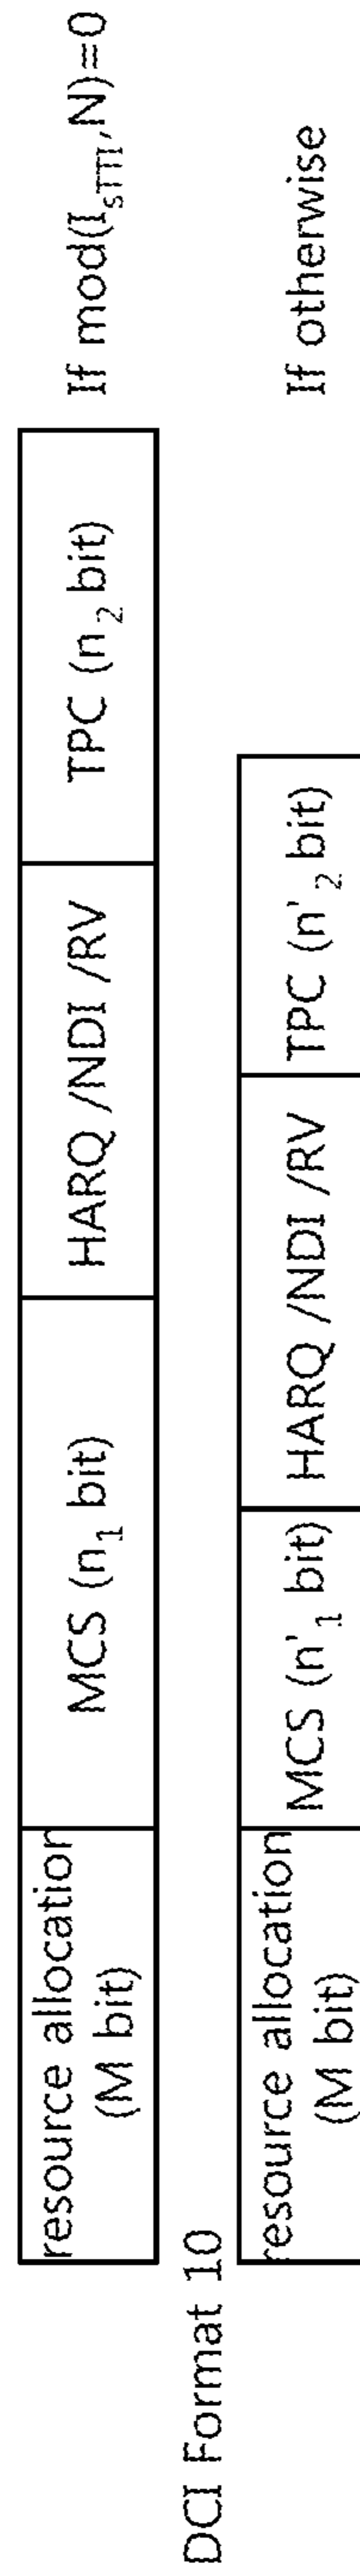 DCI Format 10
resource allocation
(M bit)
MCS (n₁ bit)
HARQ /NDI /RV
TPC (n₂ bit)
If mod(I_sTTI, N)=0
resource allocation
(M bit)
MCS (n'₁ bit)
HARQ /NDI /RV
TPC (n'₂ bit)
If otherwise